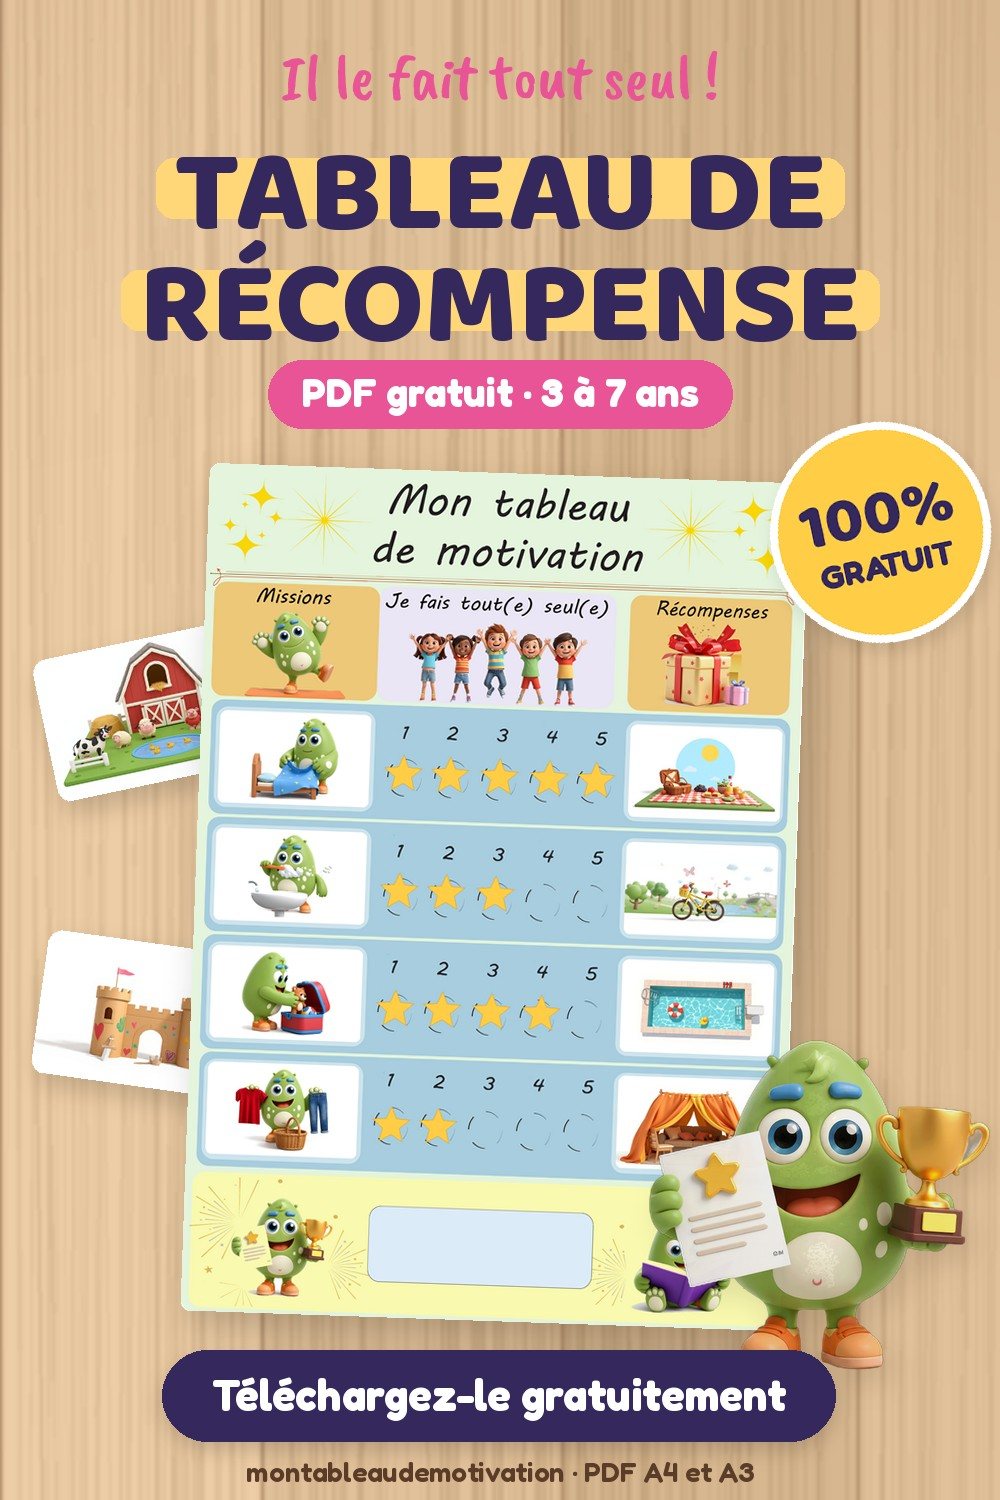 Il le fait tout seul !
TABLEAU DE
RÉCOMPENSE
PDF gratuit · 3 à 7 ans
100%
GRATUIT
Mon tableau
de motivation
Missions
Je fais tout(e) seul(e)
Récompenses
1 2 3 4 5
1 2 3 4 5
1 2 3 4 5
1 2 3 4 5
Téléchargez-le gratuitement
montableaudemotivation · PDF A4 et A3